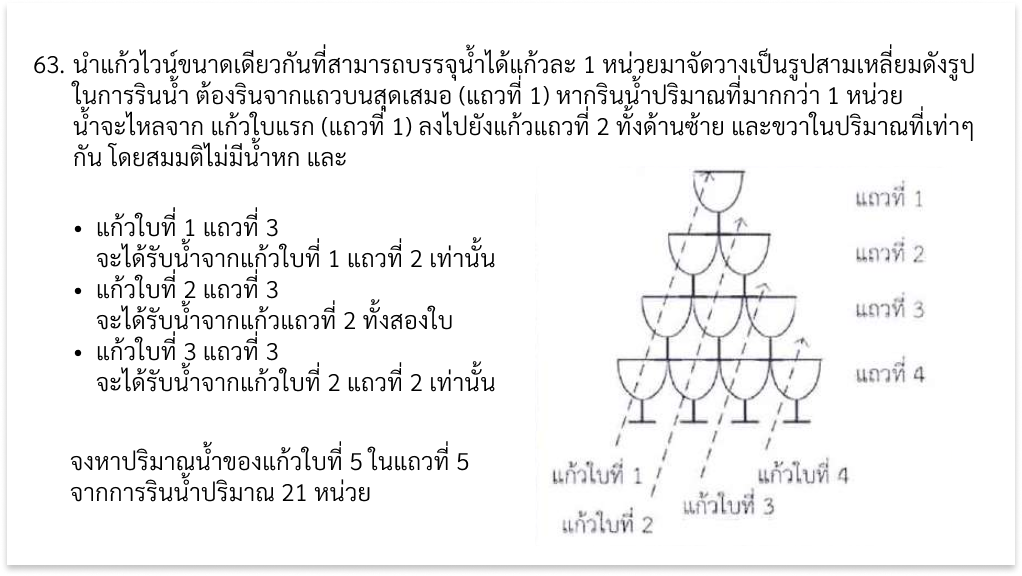 63. นำแก้วไวน์ขนาดเดียวกันที่สามารถบรรจุน้ำได้แก้วละ 1 หน่วยมาจัดวางเป็นรูปสามเหลี่ยมดังรูป
ในการรินน้ำ ต้องรินจากแถวบนสุดเสมอ (แถวที่ 1) หากรินน้ำปริมาณที่มากกว่า 1 หน่วย
น้ำจะไหลจาก แก้วใบแรก (แถวที่ 1) ลงไปยังแก้วแถวที่ 2 ทั้งด้านซ้าย และขวาในปริมาณที่เท่าๆ
กัน โดยสมมติไม่มีน้ำหก และ
• แก้วใบที่ 1 แถวที่ 3
จะได้รับน้ำจากแก้วใบที่ 1 แถวที่ 2 เท่านั้น
• แก้วใบที่ 2 แถวที่ 3
จะได้รับน้ำจากแก้วแถวที่ 2 ทั้งสองใบ
• แก้วใบที่ 3 แถวที่ 3
จะได้รับน้ำจากแก้วใบที่ 2 แถวที่ 2 เท่านั้น
จงหาปริมาณน้ำของแก้วใบที่ 5 ในแถวที่ 5
จากการรินน้ำปริมาณ 21 หน่วย
แถวที่ 1
แถวที่ 2
แถวที่ 3
แถวที่ 4
แก้วใบที่ 1
แก้วใบที่ 2
แก้วใบที่ 3
แก้วใบที่ 4